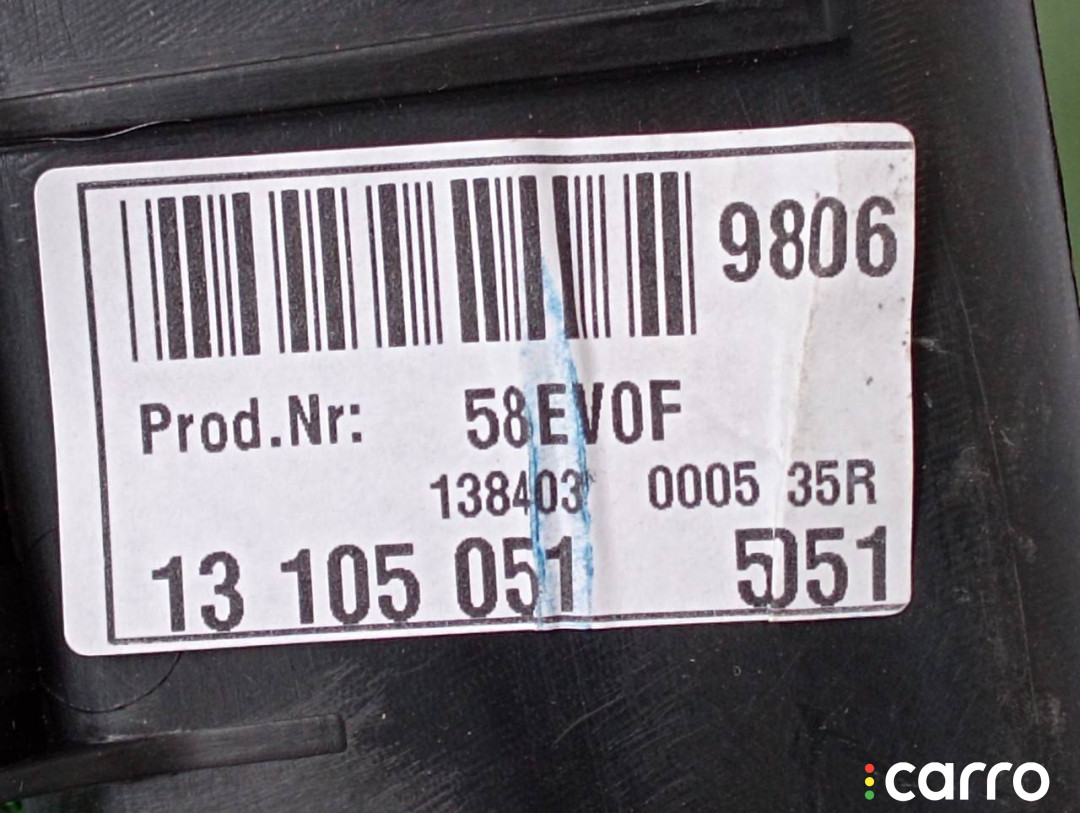 9806
Prod.Nr: 58EV0F
138403 0005 35R
13 105 051 5051
carro